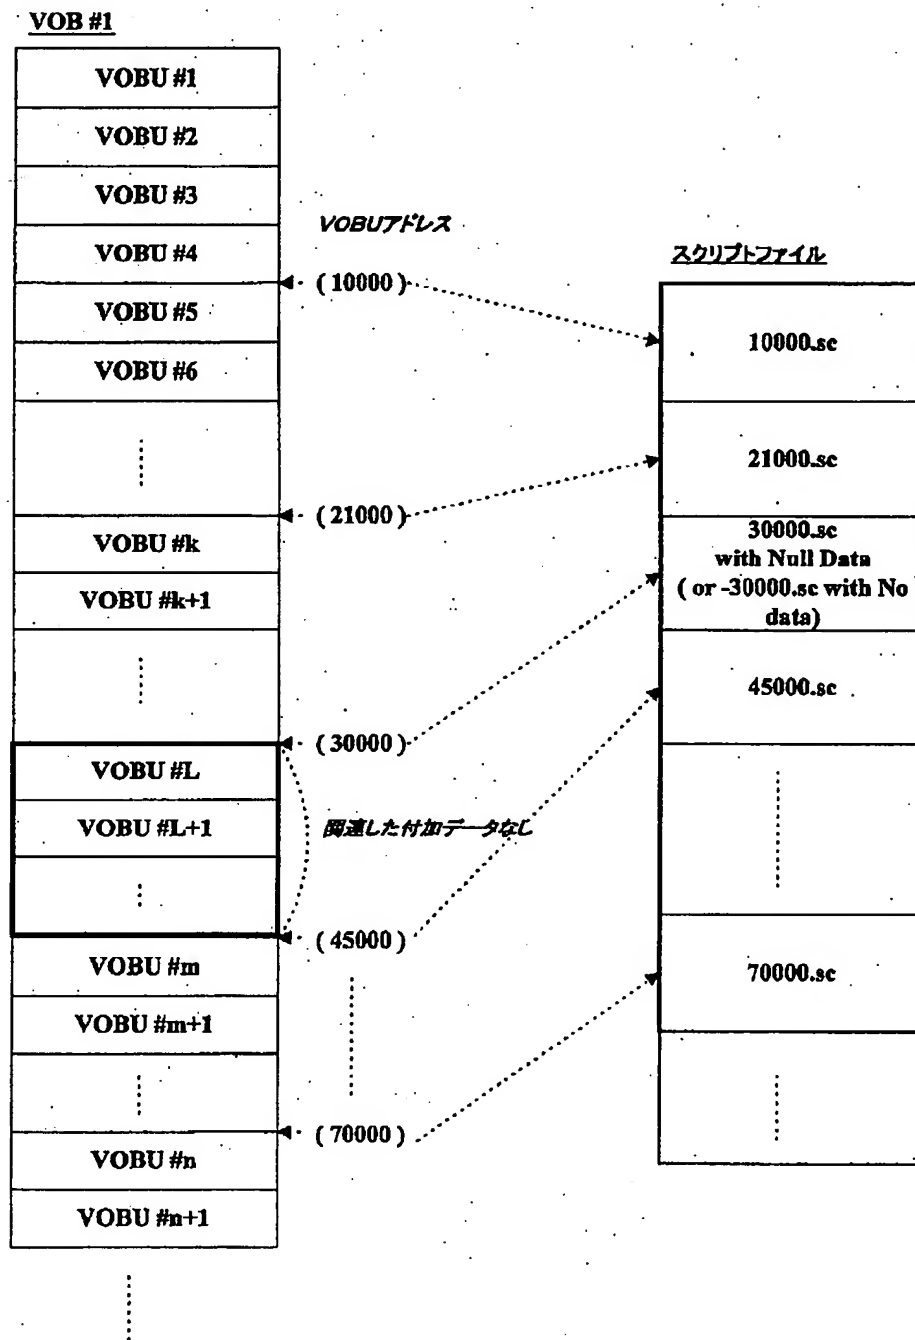 VOB #1
VOBU #1
VOBU #2
VOBU #3
VOBU #4
VOBU #5
VOBU #6
VOBU #k
VOBU #k+1
VOBU #L
VOBU #L+1
VOBU #m
VOBU #m+1
VOBU #n
VOBU #n+1
VOBUアドレス
( 10000 )
( 21000 )
( 30000 )
関連した付加データなし
( 45000 )
( 70000 )
スクリプトファイル
10000.sc
21000.sc
30000.sc
with Null Data
( or -30000.sc with No
data)
45000.sc
70000.sc